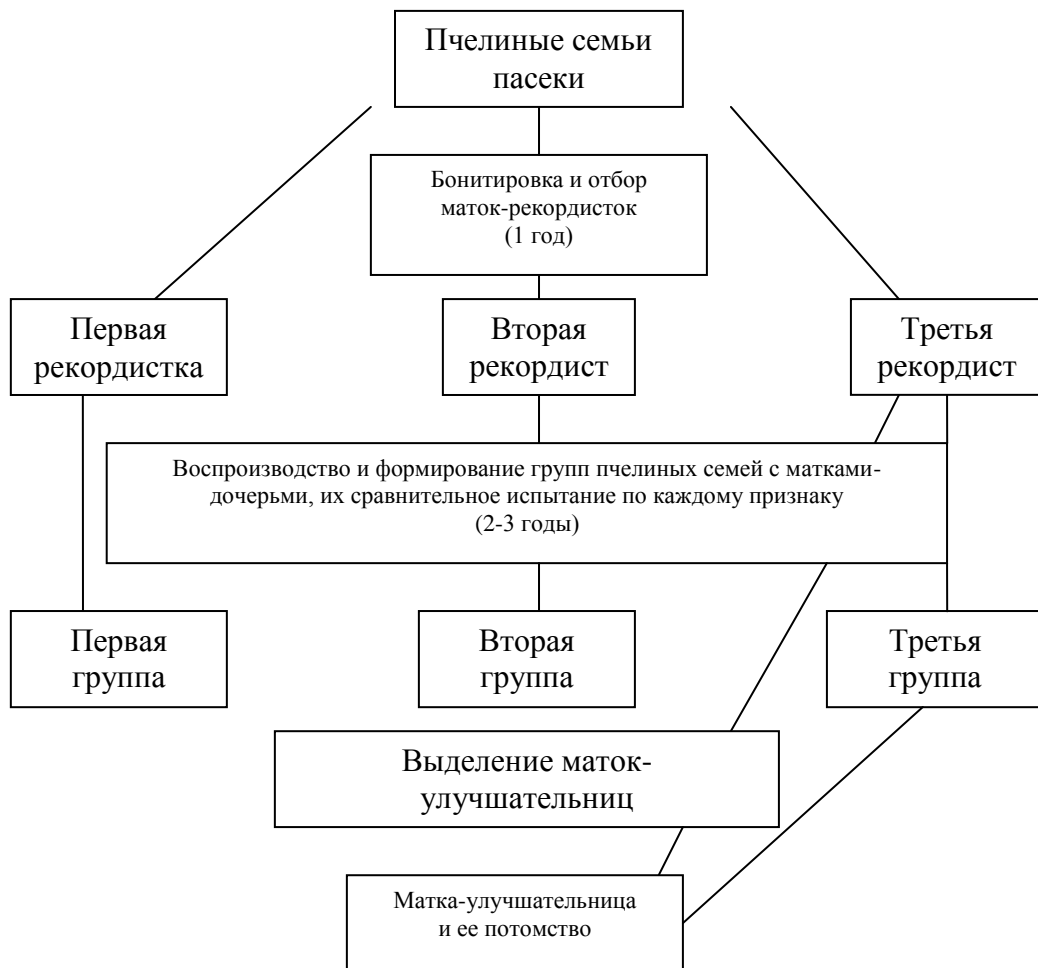 Пчелиные семьи
пасеки
Бонитировка и отбор
маток-рекордисток
(1 год)
Первая
рекордистка
Вторая
рекордист
Третья
рекордист
Воспроизводство и формирование групп пчелиных семей с матками-
дочерьми, их сравнительное испытание по каждому признаку
(2-3 годы)
Первая
группа
Вторая
группа
Третья
группа
Выделение маток-
улучшательниц
Матка-улучшательница
и ее потомство